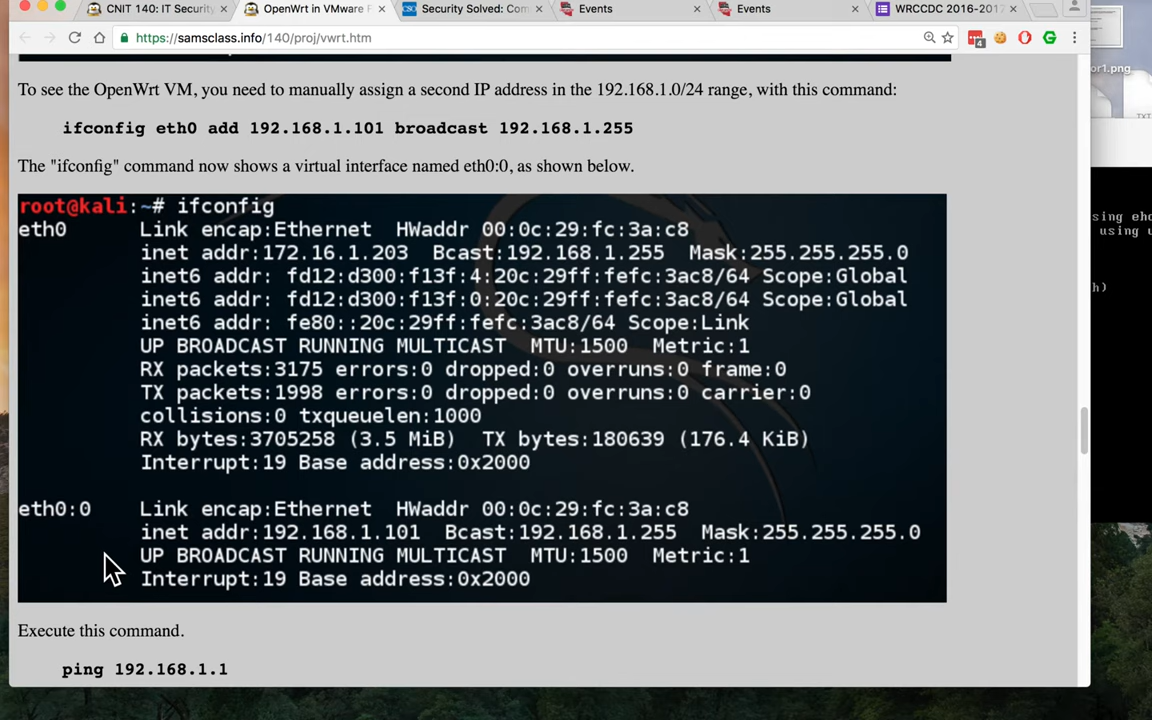 CNIT 140: IT Securit
OpenWrt in VMware F
Security Solved: Com
Events
Events
WRCCDC 2016-201
https://samsclass.info/140/proj/vwrt.htm
4
or1.png
TXT
To see the OpenWrt VM, you need to manually assign a second IP address in the 192.168.1.0/24 range, with this command:
ifconfig eth0 add 192.168.1.101 broadcast 192.168.1.255
The "ifconfig" command now shows a virtual interface named eth0:0, as shown below.
root@kali:~# ifconfig
eth0 Link encap:Ethernet HWaddr 00:0c:29:fc:3a:c8
inet addr:172.16.1.203 Bcast:192.168.1.255 Mask:255.255.255.0
inet6 addr: fd12:d300:f13f:4:20c:29ff:fefc:3ac8/64 Scope:Global
inet6 addr: fd12:d300:f13f:0:20c:29ff:fefc:3ac8/64 Scope:Global
inet6 addr: fe80::20c:29ff:fefc:3ac8/64 Scope:Link
UP BROADCAST RUNNING MULTICAST MTU:1500 Metric:1
RX packets:3175 errors:0 dropped:0 overruns:0 frame:0
TX packets:1998 errors:0 dropped:0 overruns:0 carrier:0
collisions:0 txqueuelen:1000
RX bytes:3705258 (3.5 MiB) TX bytes:180639 (176.4 KiB)
Interrupt:19 Base address:0x2000
eth0:0 Link encap:Ethernet HWaddr 00:0c:29:fc:3a:c8
inet addr:192.168.1.101 Bcast:192.168.1.255 Mask:255.255.255.0
UP BROADCAST RUNNING MULTICAST MTU:1500 Metric:1
Interrupt:19 Base address:0x2000
Execute this command.
ping 192.168.1.1
sing eh
using u
h)